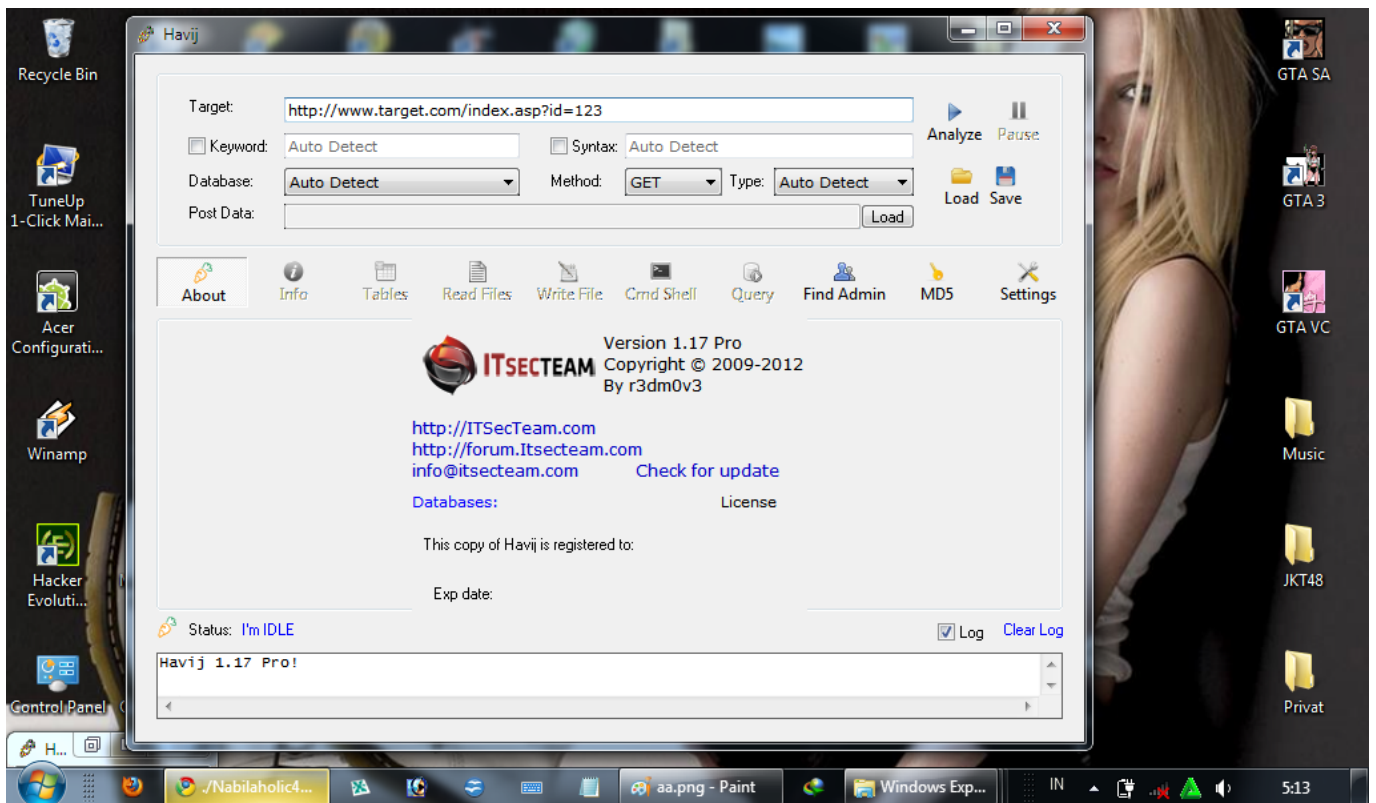 Recycle Bin
TuneUp
1-Click Mai...
Acer
Configurati...
Winamp
Hacker
Evoluti...
Control Panel
Havij
Target:
http://www.target.com/index.asp?id=123
Analyze
Pause
Keyword:
Auto Detect
Syntax:
Auto Detect
Database:
Auto Detect
Method:
GET
Type:
Auto Detect
Load
Save
Post Data:
Load
About
Info
Tables
Read Files
Write File
Cmd Shell
Query
Find Admin
MD5
Settings
ITSECTEAM
Version 1.17 Pro
Copyright © 2009-2012
By r3dm0v3
http://ITSecTeam.com
http://forum.Itsecteam.com
info@itsecteam.com
Check for update
Databases:
License
This copy of Havij is registered to:
Exp date:
Status: I'm IDLE
Log
Clear Log
Havij 1.17 Pro!
GTA SA
GTA 3
GTA VC
Music
JKT48
Privat
H...
./Nabilaholic4...
aa.png - Paint
Windows Exp...
IN
5:13